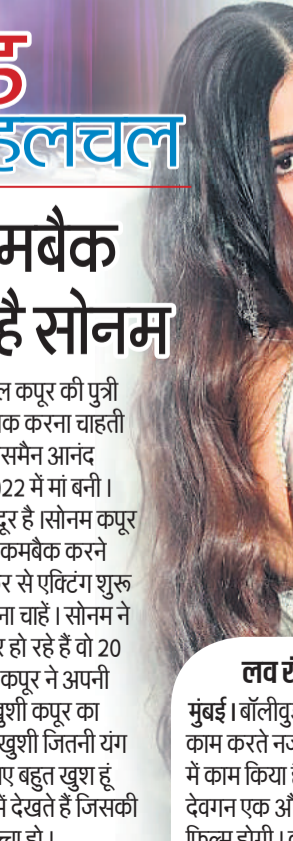 हलचल
मबैक
है सोनम
कपूर की पुत्री
करना चाहती
समैन आनंद
में मां बनी।
दूर है।सोनम कपूर
कमबैक करने
से एक्टिंग शुरू
ना चाहें। सोनम ने
हो रहे हैं वो 20
कपूर ने अपनी
खुशी कपूर का
खुशी जितनी यंग
बहुत खुश हूं
में देखते हैं जिसकी
हो।
लव
मुंबई। बॉलीवुड
काम करते
में काम किया
देवगन एक
फिल्म होगी।